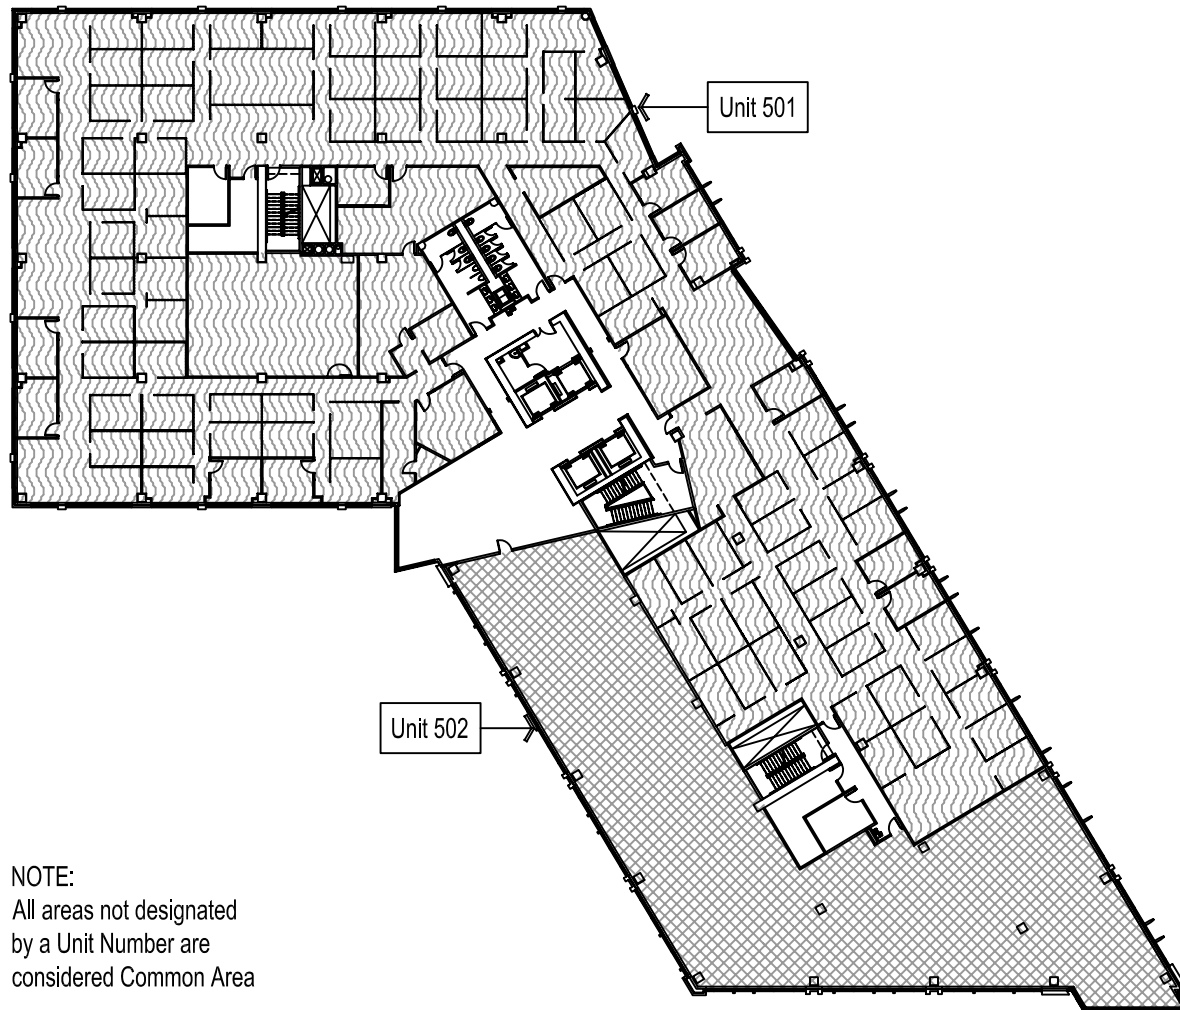 Unit 501
Unit 502
NOTE:
All areas not designated
by a Unit Number are
considered Common Area